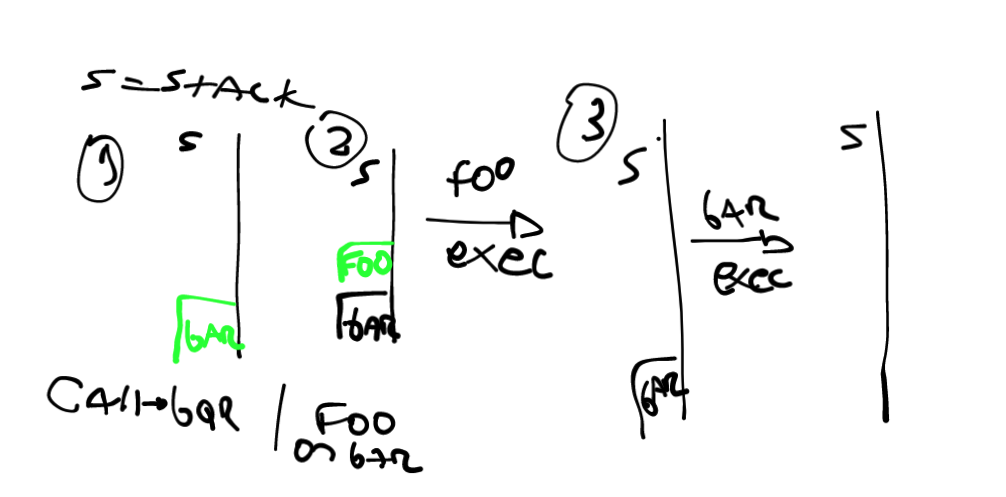 S = StAck
1 S
2 S
FOO
bAR
bAR
Call→bar | FOO
on bar
foo
exec
3 S
bAR
bAR
exec
S